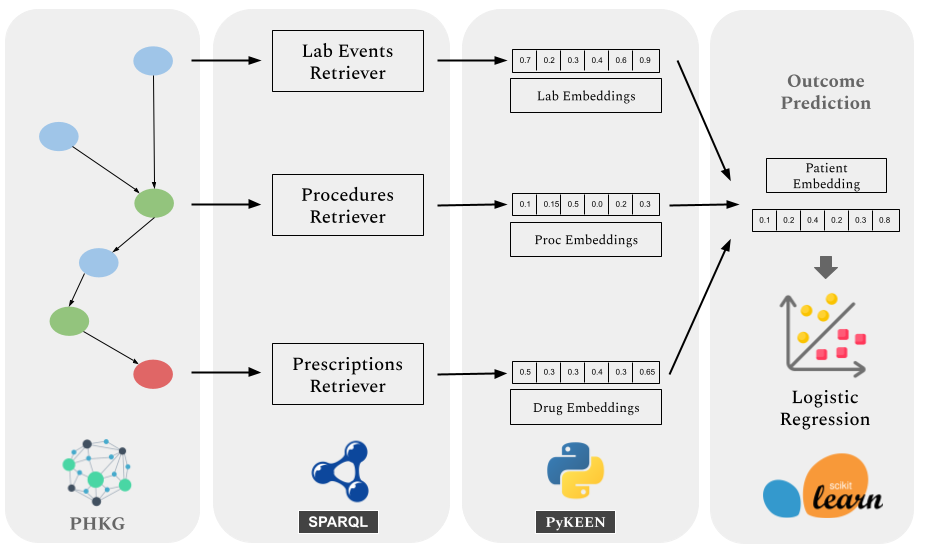 Lab Events
Retriever
0.7 0.2 0.3 0.4 0.6 0.9
Lab Embeddings
Outcome
Prediction
Patient
Embedding
Procedures
Retriever
0.1 0.15 0.5 0.0 0.2 0.3
Proc Embeddings
0.1 0.2 0.4 0.2 0.3 0.8
Prescriptions
Retriever
0.5 0.3 0.3 0.4 0.3 0.65
Drug Embeddings
Logistic
Regression
PHKG
SPARQL
PyKEEN
scikit
learn